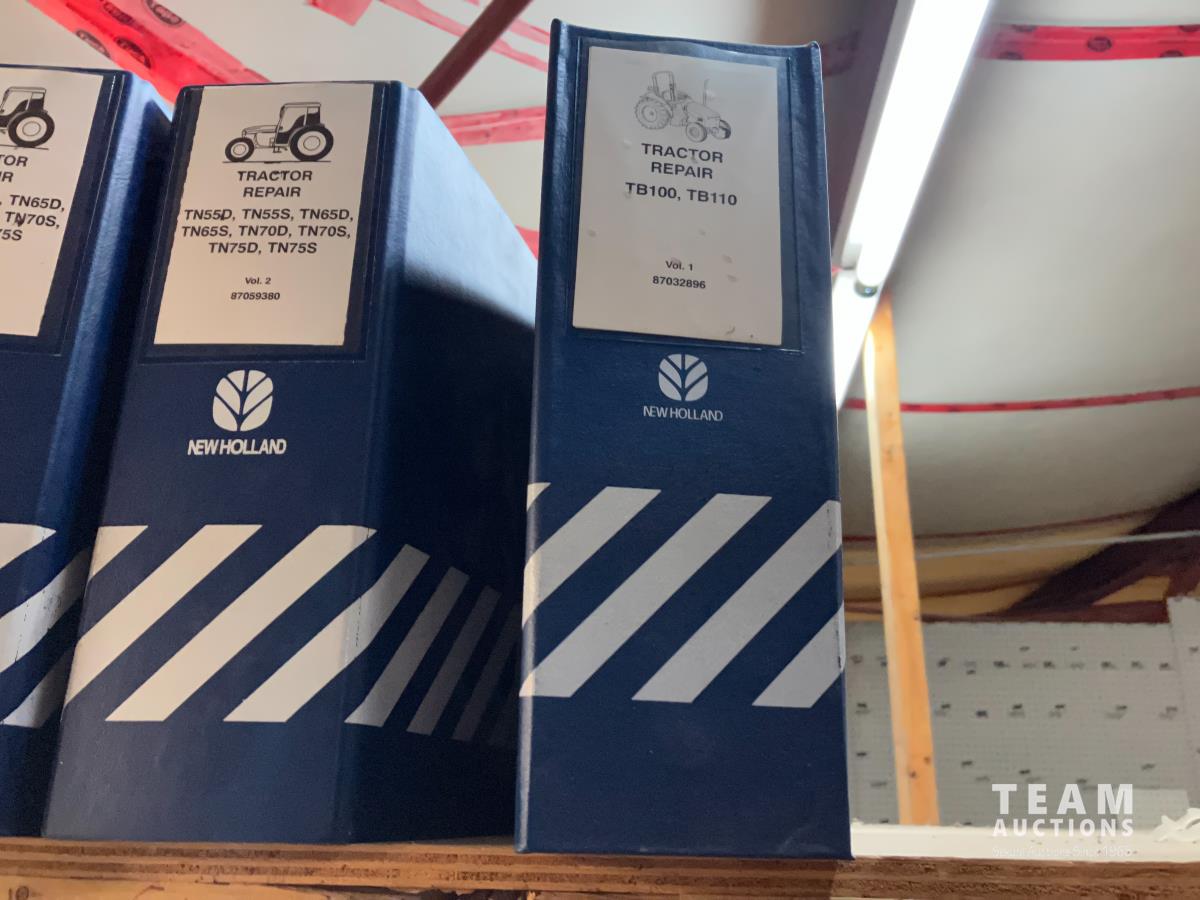 TOR
IR
, TN65D,
TN70S,
75S
TRACTOR
REPAIR
TN55D, TN55S, TN65D,
TN65S, TN70D, TN70S,
TN75D, TN75S
Vol. 2
87059380
NEW HOLLAND
TRACTOR
REPAIR
TB100, TB110
Vol. 1
87032896
NEW HOLLAND
TEAM
AUCTIONS